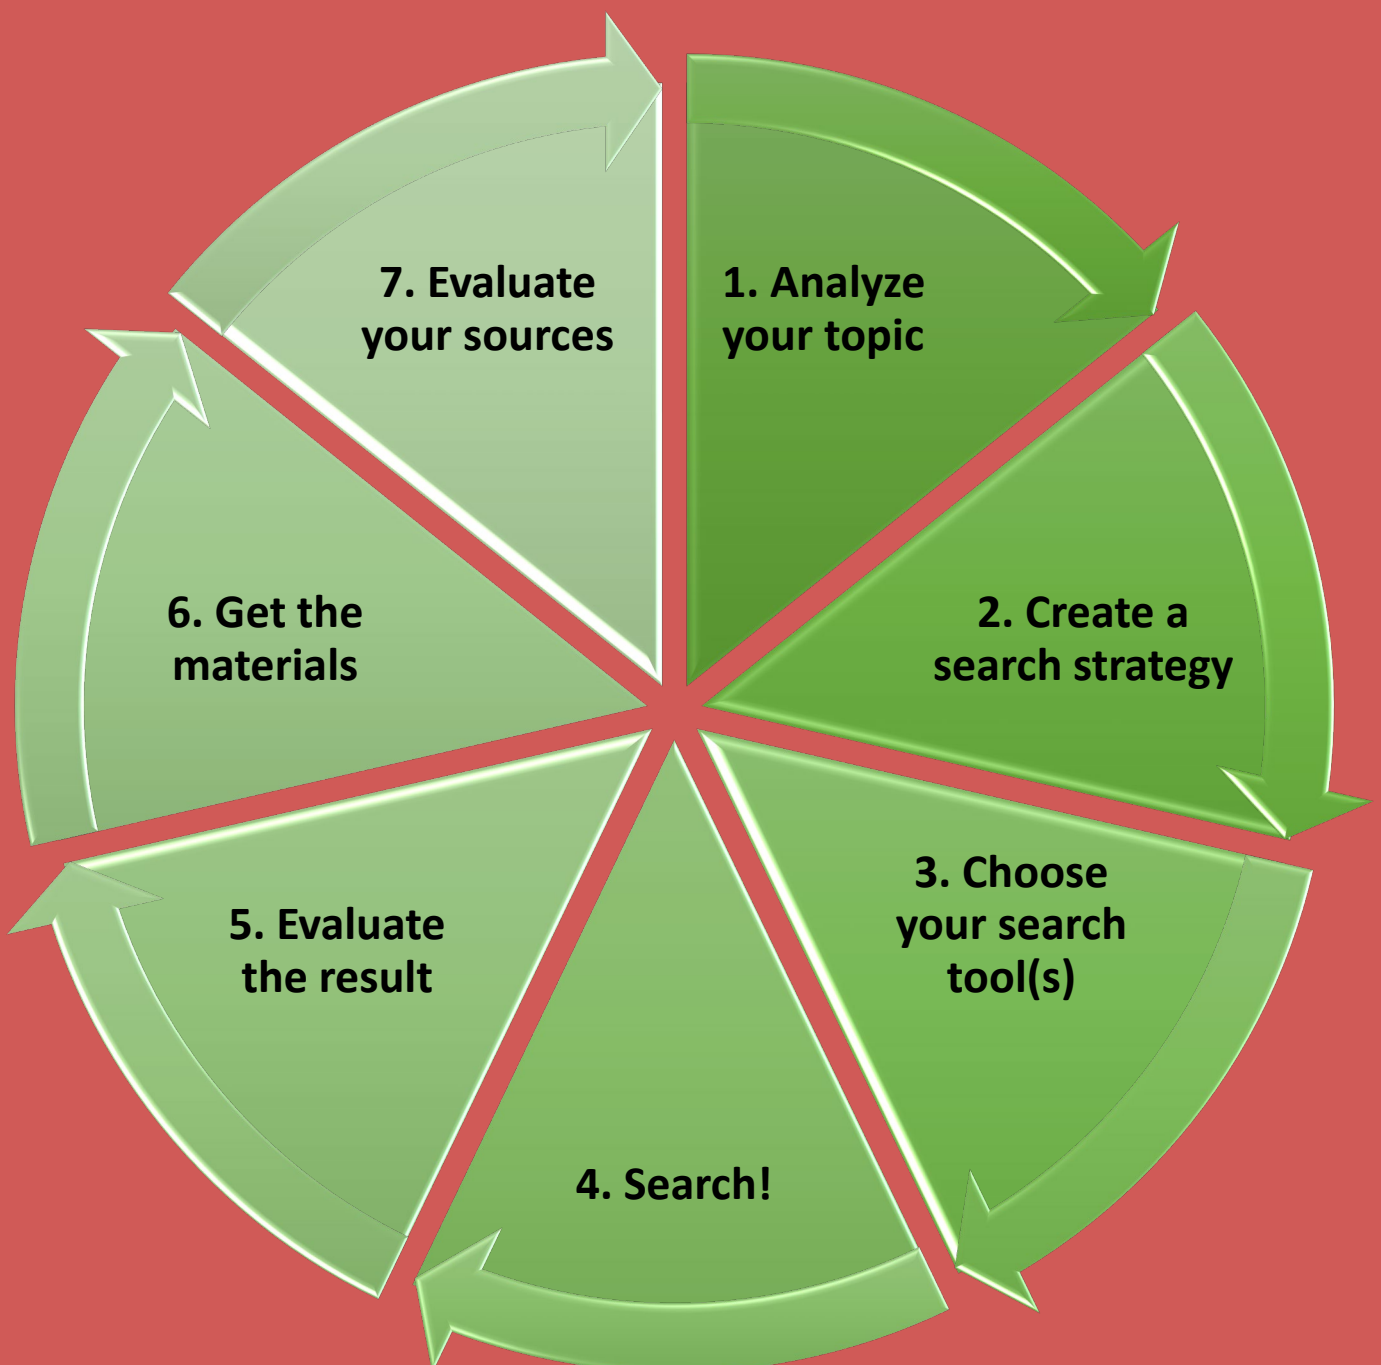 1. Analyze
your topic
2. Create a
search strategy
3. Choose
your search
tool(s)
4. Search!
5. Evaluate
the result
6. Get the
materials
7. Evaluate
your sources